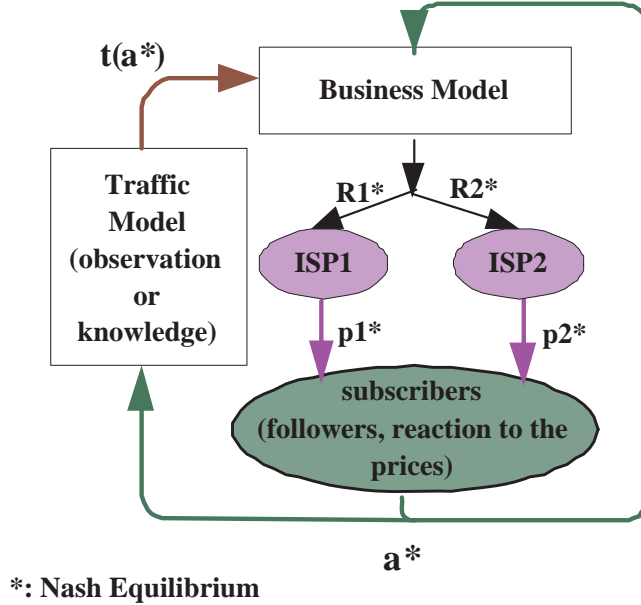 t(a*)
Business Model
Traffic
Model
(observation
or
knowledge)
R1*
R2*
ISP1
ISP2
p1*
p2*
subscribers
(followers, reaction to the
prices)
a*
*: Nash Equilibrium